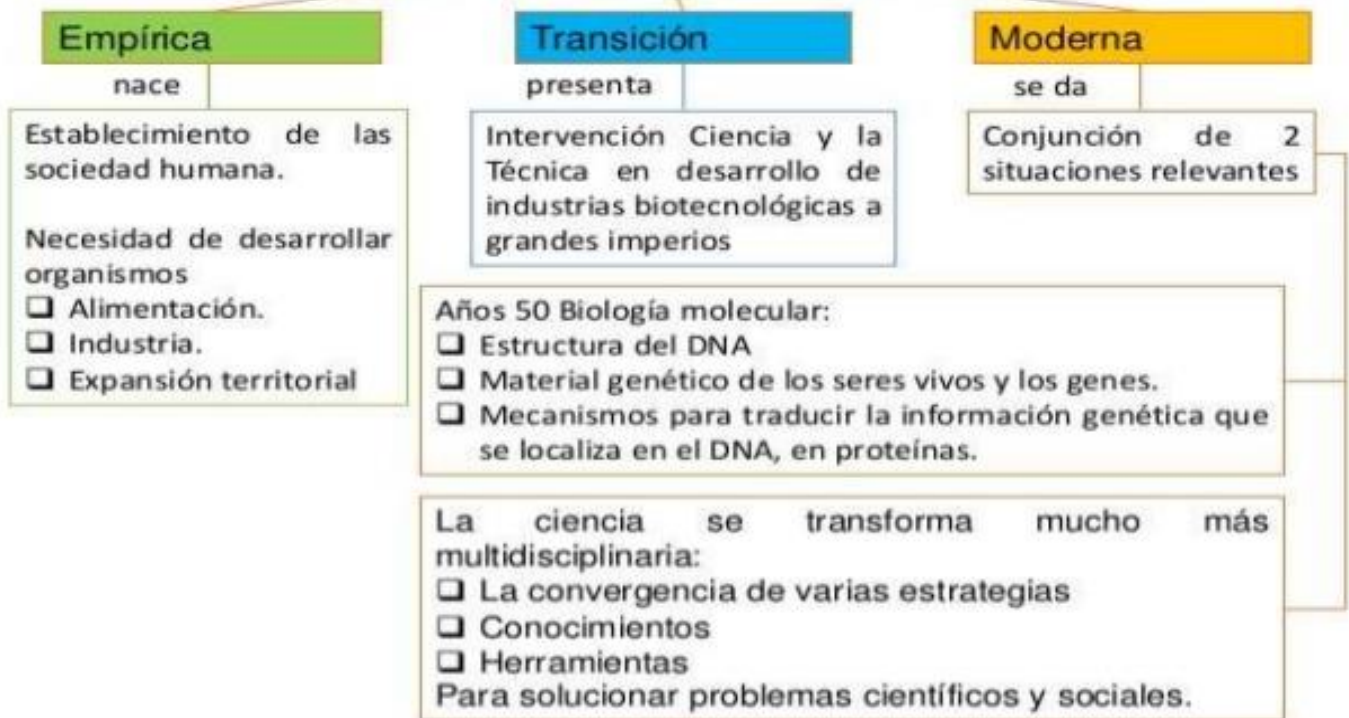 Empírica
nace
Establecimiento de las
sociedad humana.
Necesidad de desarrollar
organismos
❑ Alimentación.
❑ Industria.
❑ Expansión territorial
Transición
presenta
Intervención Ciencia y la
Técnica en desarrollo de
industrias biotecnológicas a
grandes imperios
Moderna
se da
Conjunción de 2
situaciones relevantes
Años 50 Biología molecular:
❑ Estructura del DNA
❑ Material genético de los seres vivos y los genes.
❑ Mecanismos para traducir la información genética que
se localiza en el DNA, en proteínas.
La ciencia se transforma mucho más
multidisciplinaria:
❑ La convergencia de varias estrategias
❑ Conocimientos
❑ Herramientas
Para solucionar problemas científicos y sociales.